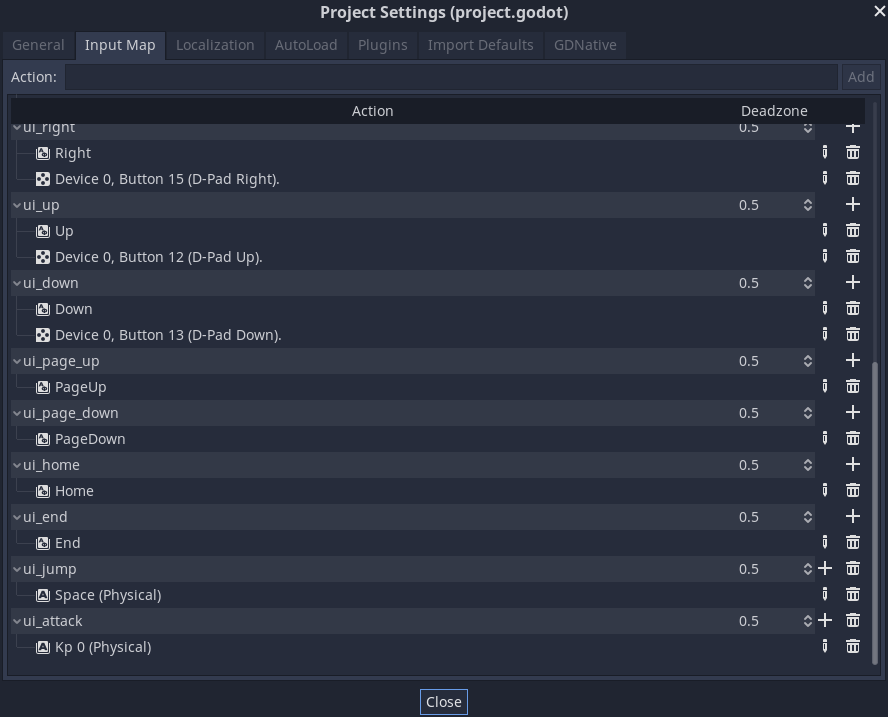 Project Settings (project.godot)
General Input Map Localization AutoLoad Plugins Import Defaults GDNative
Action: Add
Action Deadzone
ui_right 0.5
Right
Device 0, Button 15 (D-Pad Right).
ui_up 0.5
Up
Device 0, Button 12 (D-Pad Up).
ui_down 0.5
Down
Device 0, Button 13 (D-Pad Down).
ui_page_up 0.5
PageUp
ui_page_down 0.5
PageDown
ui_home 0.5
Home
ui_end 0.5
End
ui_jump 0.5
Space (Physical)
ui_attack 0.5
Kp 0 (Physical)
Close